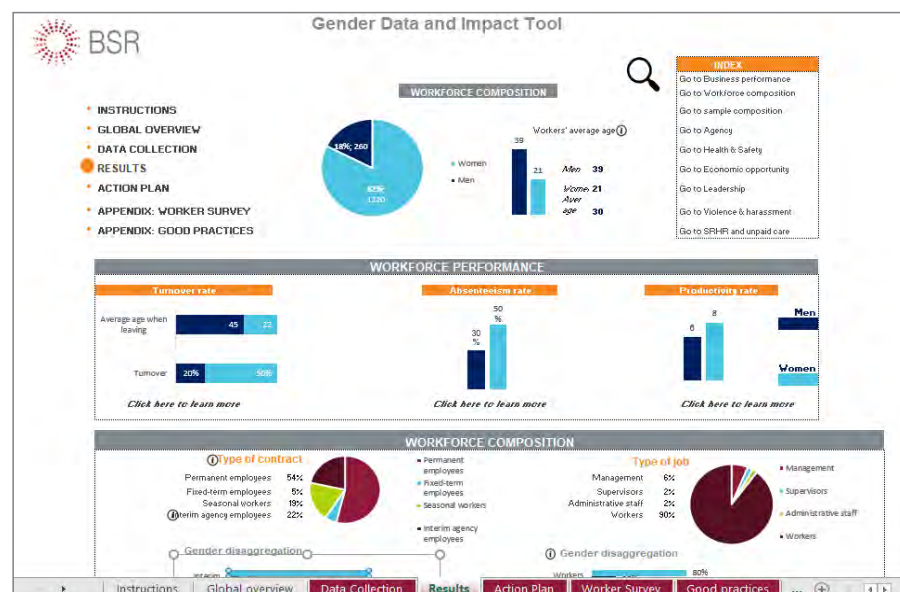 Gender Data and Impact Tool
BSR
INSTRUCTIONS
GLOBAL OVERVIEW
DATA COLLECTION
RESULTS
ACTION PLAN
APPENDIX: WORKER SURVEY
APPENDIX: GOOD PRACTICES
WORKFORCE COMPOSITION
18%; 260
82%;
1220
Women
Men
Workers' average age
39
21
Men 39
Wome 21
Aver
age 30
INDEX
Go to Business performance
Go to Workforce composition
Go to sample composition
Go to Agency
Go to Health & Safety
Go to Economic opportunity
Go to Leadership
Go to Violence & harassment
Go to SRHR and unpaid care
WORKFORCE PERFORMANCE
Turnover rate
Average age when
leaving
45 22
Turnover 20% 50%
Click here to learn more
Absenteeism rate
30
%
50
%
Click here to learn more
Productivity rate
6
8
Men
Women
Click here to learn more
WORKFORCE COMPOSITION
Type of contract
Permanent employees 54%
Fixed-term employees 5%
Seasonal workers 19%
Interim agency employees 22%
Permanent
employees
Fixed-term
employees
Seasonal workers
Interim agency
employees
Gender disaggregation
Interim
Type of job
Management 6%
Supervisors 2%
Administrative staff 2%
Workers 90%
Management
Supervisors
Administrative staff
Workers
Gender disaggregation
Workers 80%
Instructions Global overview Data Collection Results Action Plan Worker Survey Good practices ...